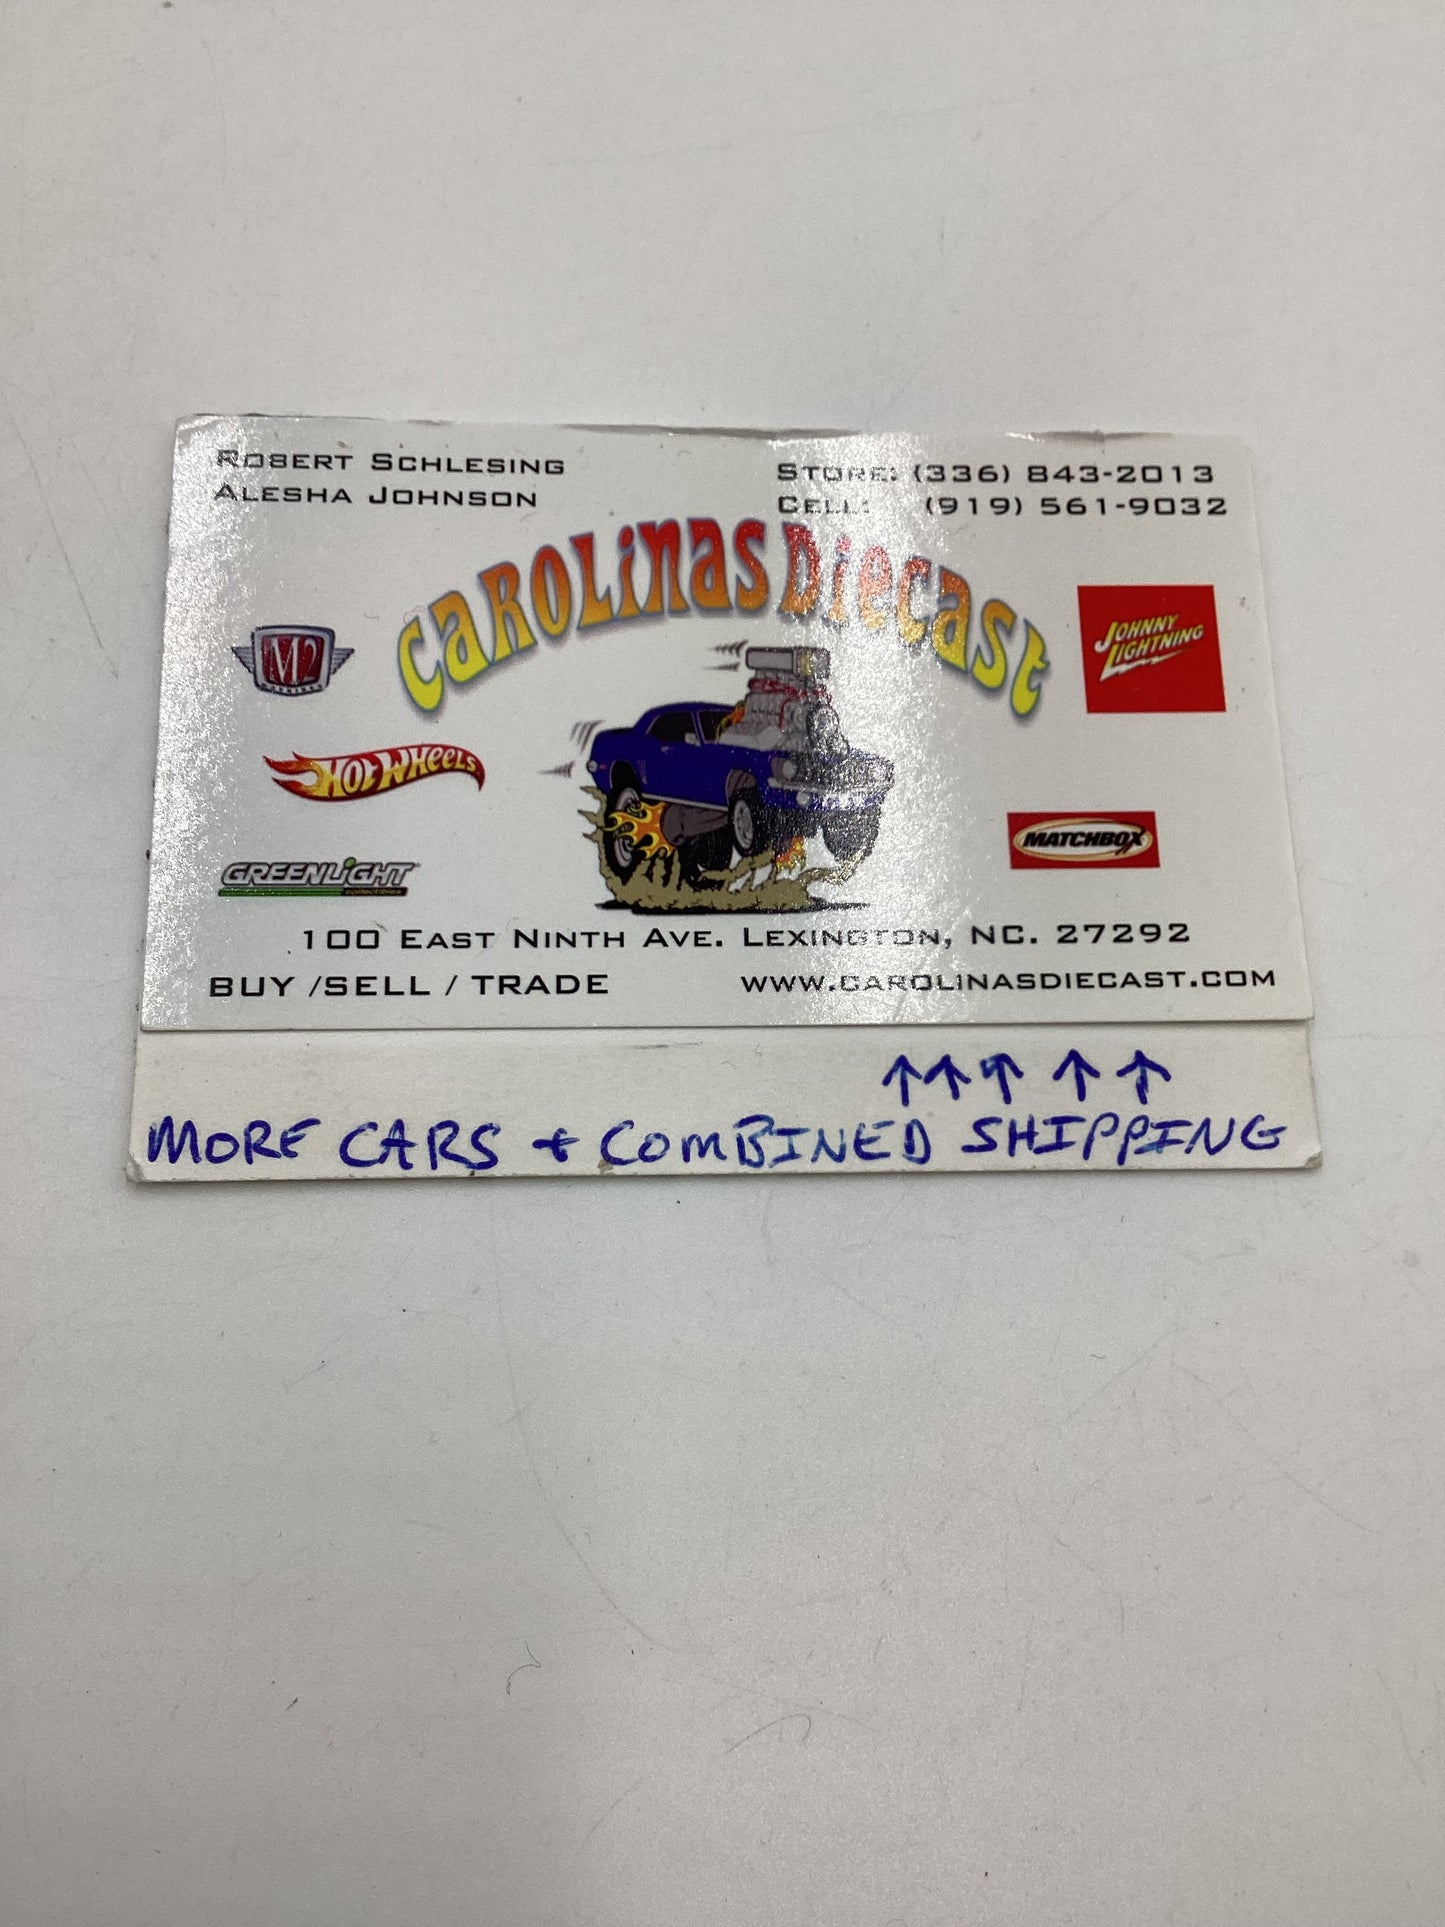 ROBERT SCHLESING
ALESHA JOHNSON
STORE: (336) 843-2013
CELL: (919) 561-9032
CAROLINAS DIECAST
M2
MACHINES
JOHNNY
LIGHTNING
HOT WHEELS
MATCHBOX
GREENLIGHT
collectibles
100 EAST NINTH AVE. LEXINGTON, NC. 27292
BUY /SELL / TRADE
WWW.CAROLINASDIECAST.COM
↑ ↑ ↑ ↑ ↑
MORE CARS + COMBINED SHIPPING